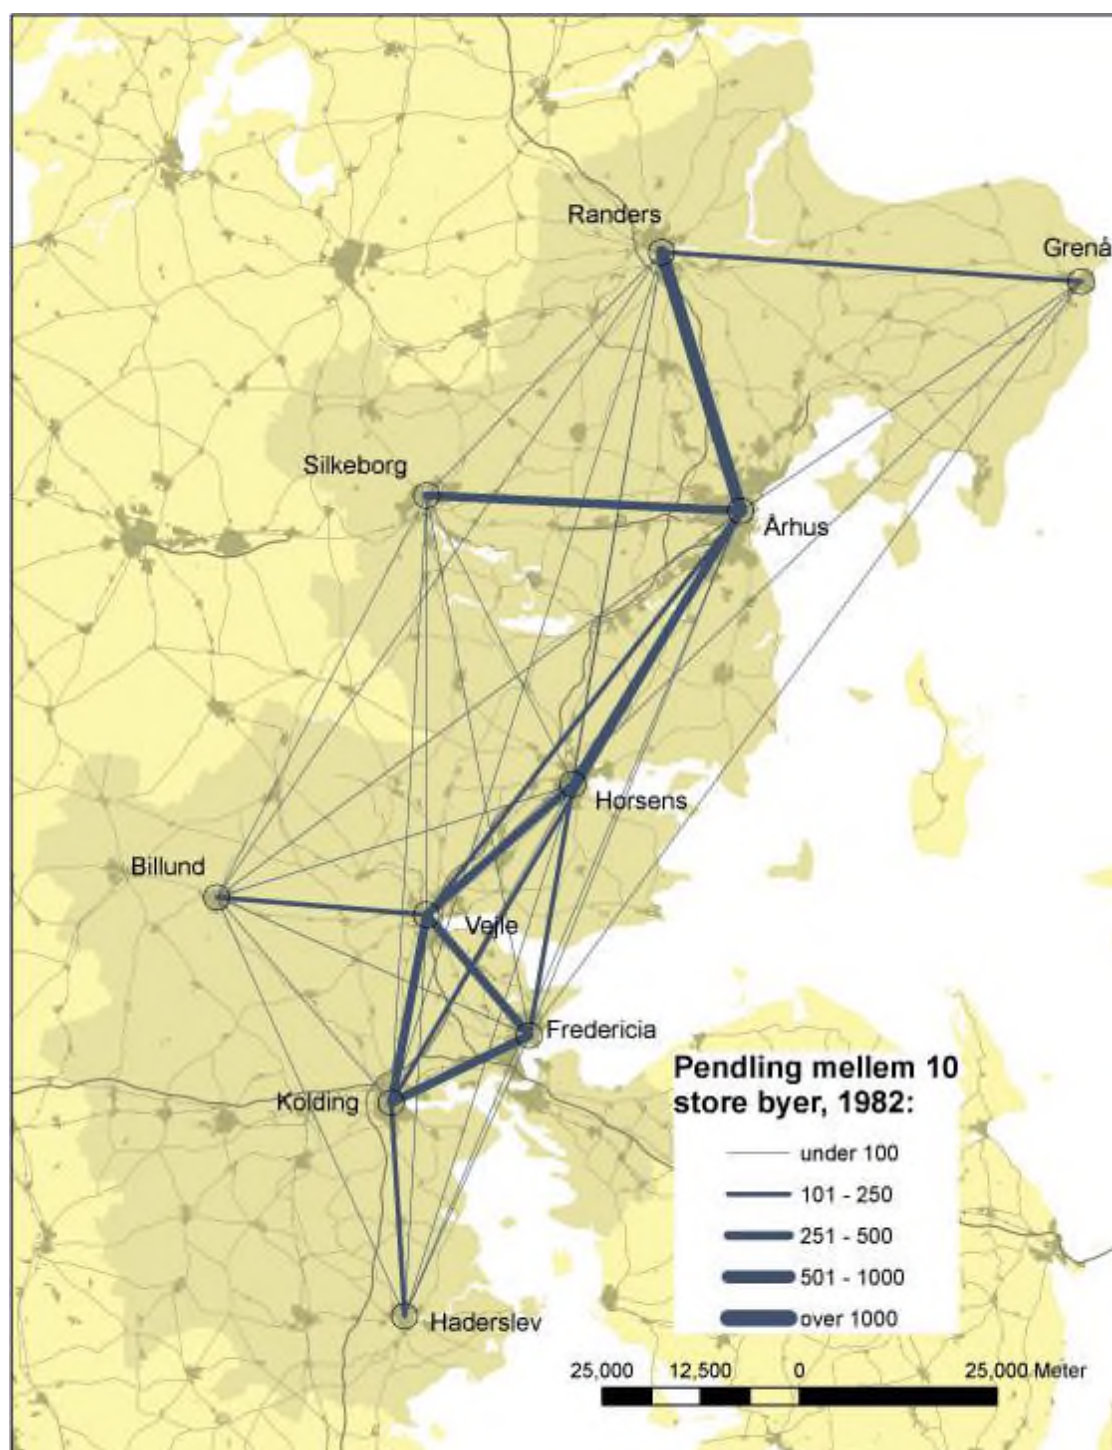 Randers
Grenå
Silkeborg
Århus
Horsens
Billund
Vejle
Fredericia
Kolding
Haderslev
Pendling mellem 10
store byer, 1982:
under 100
101 - 250
251 - 500
501 - 1000
over 1000
25,000 12,500 0 25,000 Meter